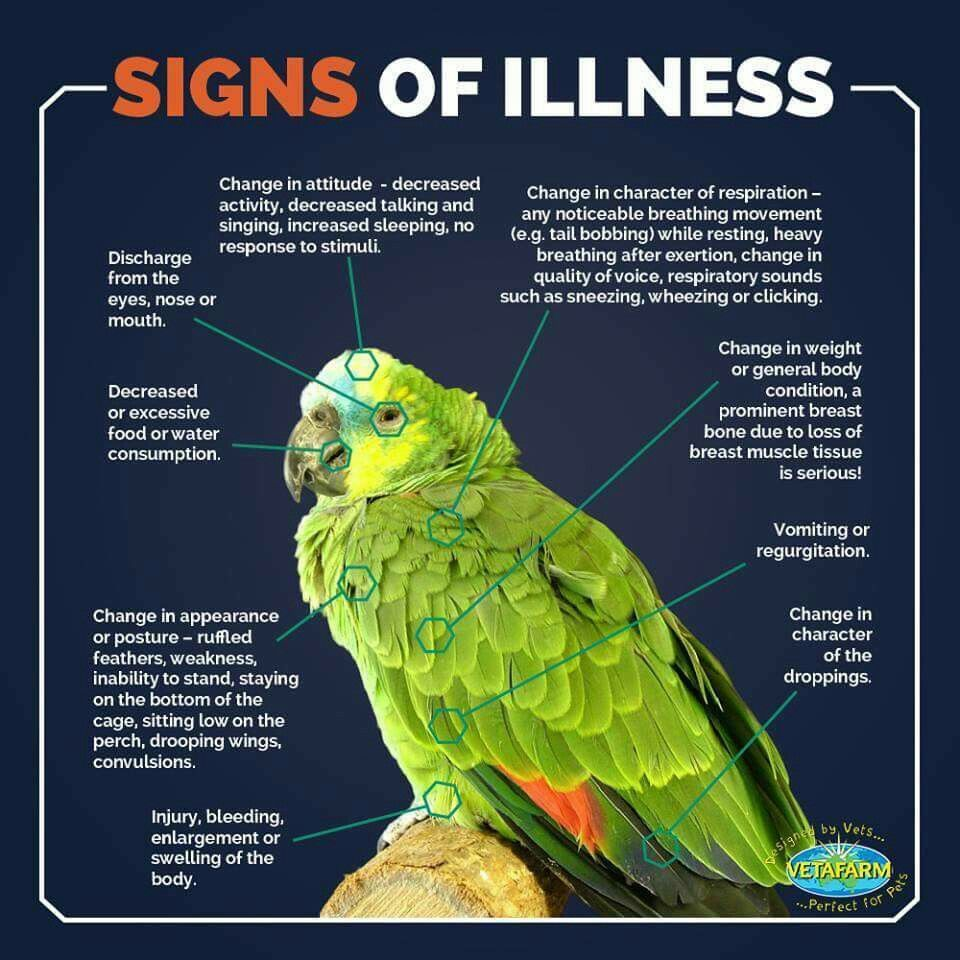 SIGNS OF ILLNESS
Change in attitude - decreased
activity, decreased talking and
singing, increased sleeping, no
response to stimuli.
Change in character of respiration –
any noticeable breathing movement
(e.g. tail bobbing) while resting, heavy
breathing after exertion, change in
quality of voice, respiratory sounds
such as sneezing, wheezing or clicking.
Discharge
from the
eyes, nose or
mouth.
Change in weight
or general body
condition, a
prominent breast
bone due to loss of
breast muscle tissue
is serious!
Decreased
or excessive
food or water
consumption.
Vomiting or
regurgitation.
Change in appearance
or posture – ruffled
feathers, weakness,
inability to stand, staying
on the bottom of the
cage, sitting low on the
perch, drooping wings,
convulsions.
Change in
character
of the
droppings.
Injury, bleeding,
enlargement or
swelling of the
body.
Designed by Vets...
VETAFARM
...Perfect for Pets